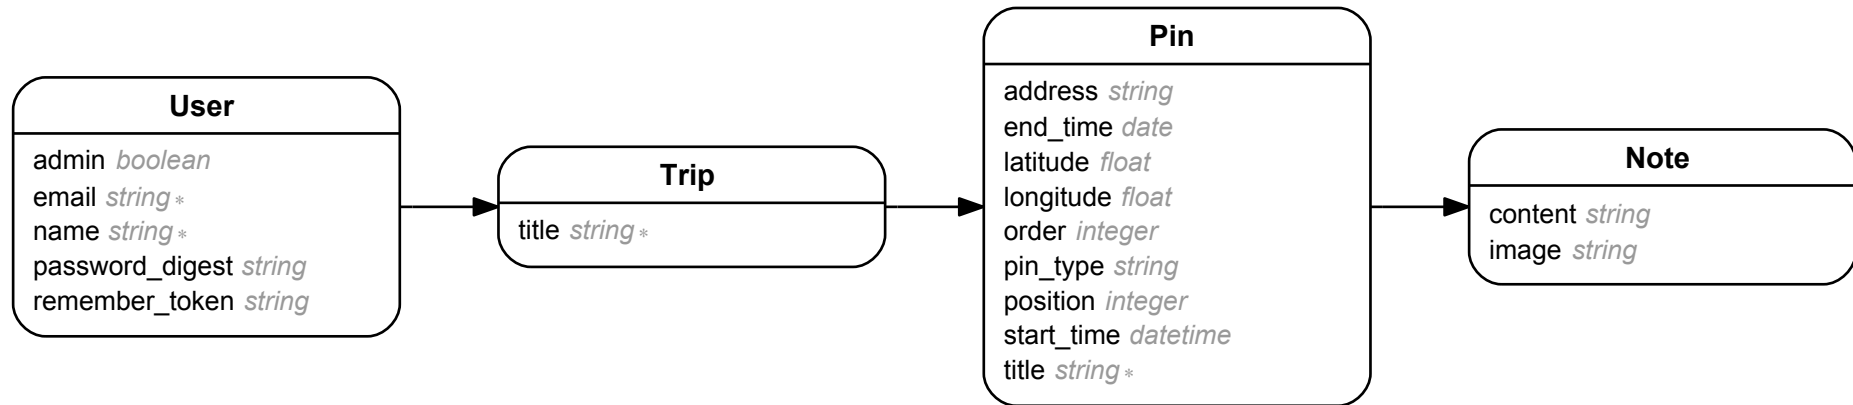 User
admin boolean
email string*
name string*
password_digest string
remember_token string
Trip
title string*
Pin
address string
end_time date
latitude float
longitude float
order integer
pin_type string
position integer
start_time datetime
title string*
Note
content string
image string